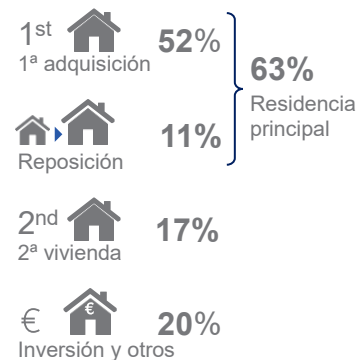 1st 52%
1ª adquisición
63%
Residencia
principal
11%
Reposición
2nd 17%
2ª vivienda
€ € 20%
Inversión y otros